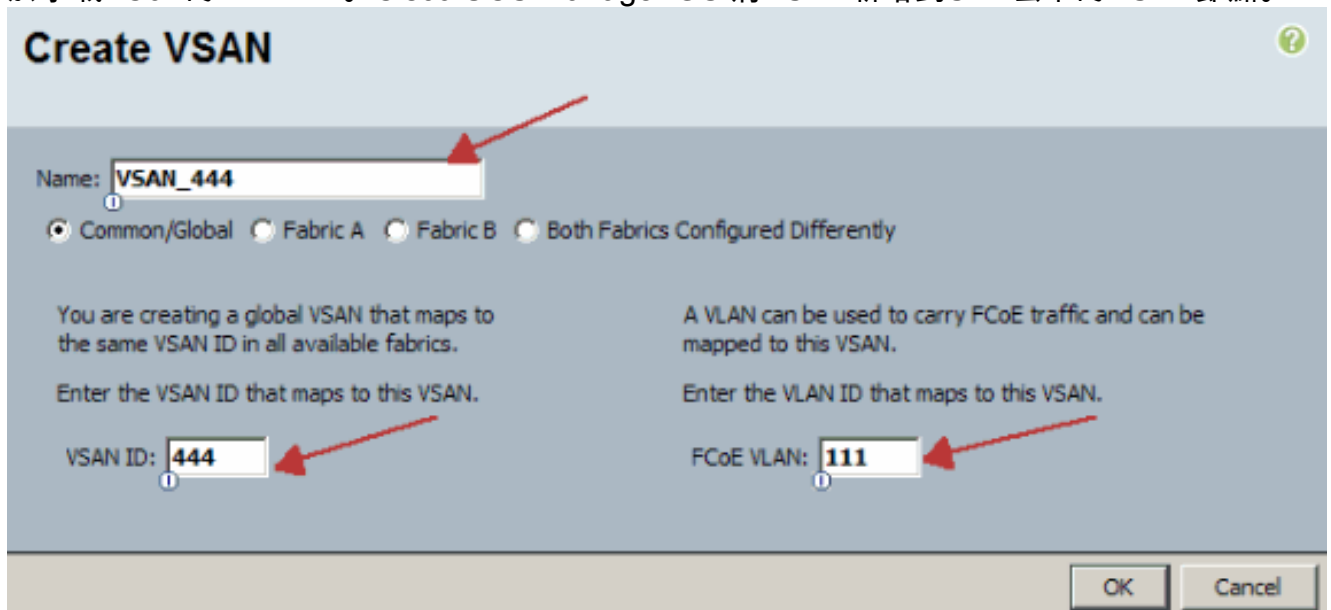 Create VSAN
Name: VSAN_444
Common/Global Fabric A Fabric B Both Fabrics Configured Differently
You are creating a global VSAN that maps to
the same VSAN ID in all available fabrics.
Enter the VSAN ID that maps to this VSAN.
VSAN ID: 444
A VLAN can be used to carry FCoE traffic and can be
mapped to this VSAN.
Enter the VLAN ID that maps to this VSAN.
FCoE VLAN: 111
OK Cancel